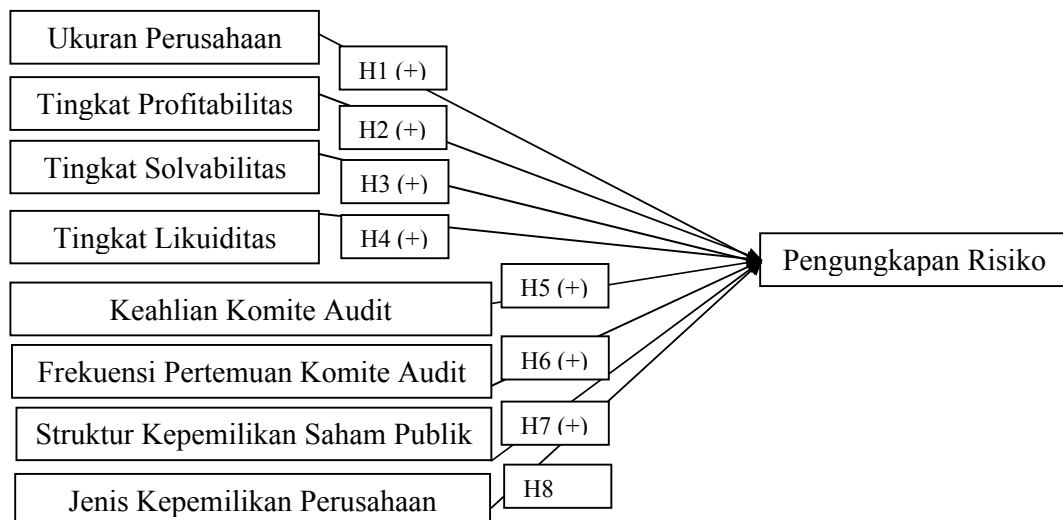 Ukuran Perusahaan
H1 (+)
Tingkat Profitabilitas
H2 (+)
Tingkat Solvabilitas
H3 (+)
Tingkat Likuiditas
H4 (+)
Pengungkapan Risiko
Keahlian Komite Audit
H5 (+)
Frekuensi Pertemuan Komite Audit
H6 (+)
Struktur Kepemilikan Saham Publik
H7 (+)
Jenis Kepemilikan Perusahaan
H8